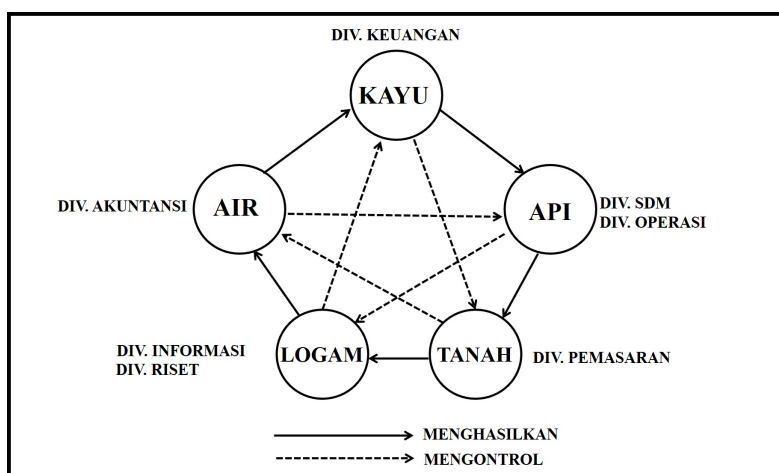 DIV. KEUANGAN
KAYU
AIR
DIV. AKUNTANSI
API
DIV. SDM
DIV. OPERASI
DIV. INFORMASI
DIV. RISET
LOGAM
TANAH
DIV. PEMASARAN
MENGHASILKAN
MENGONTROL